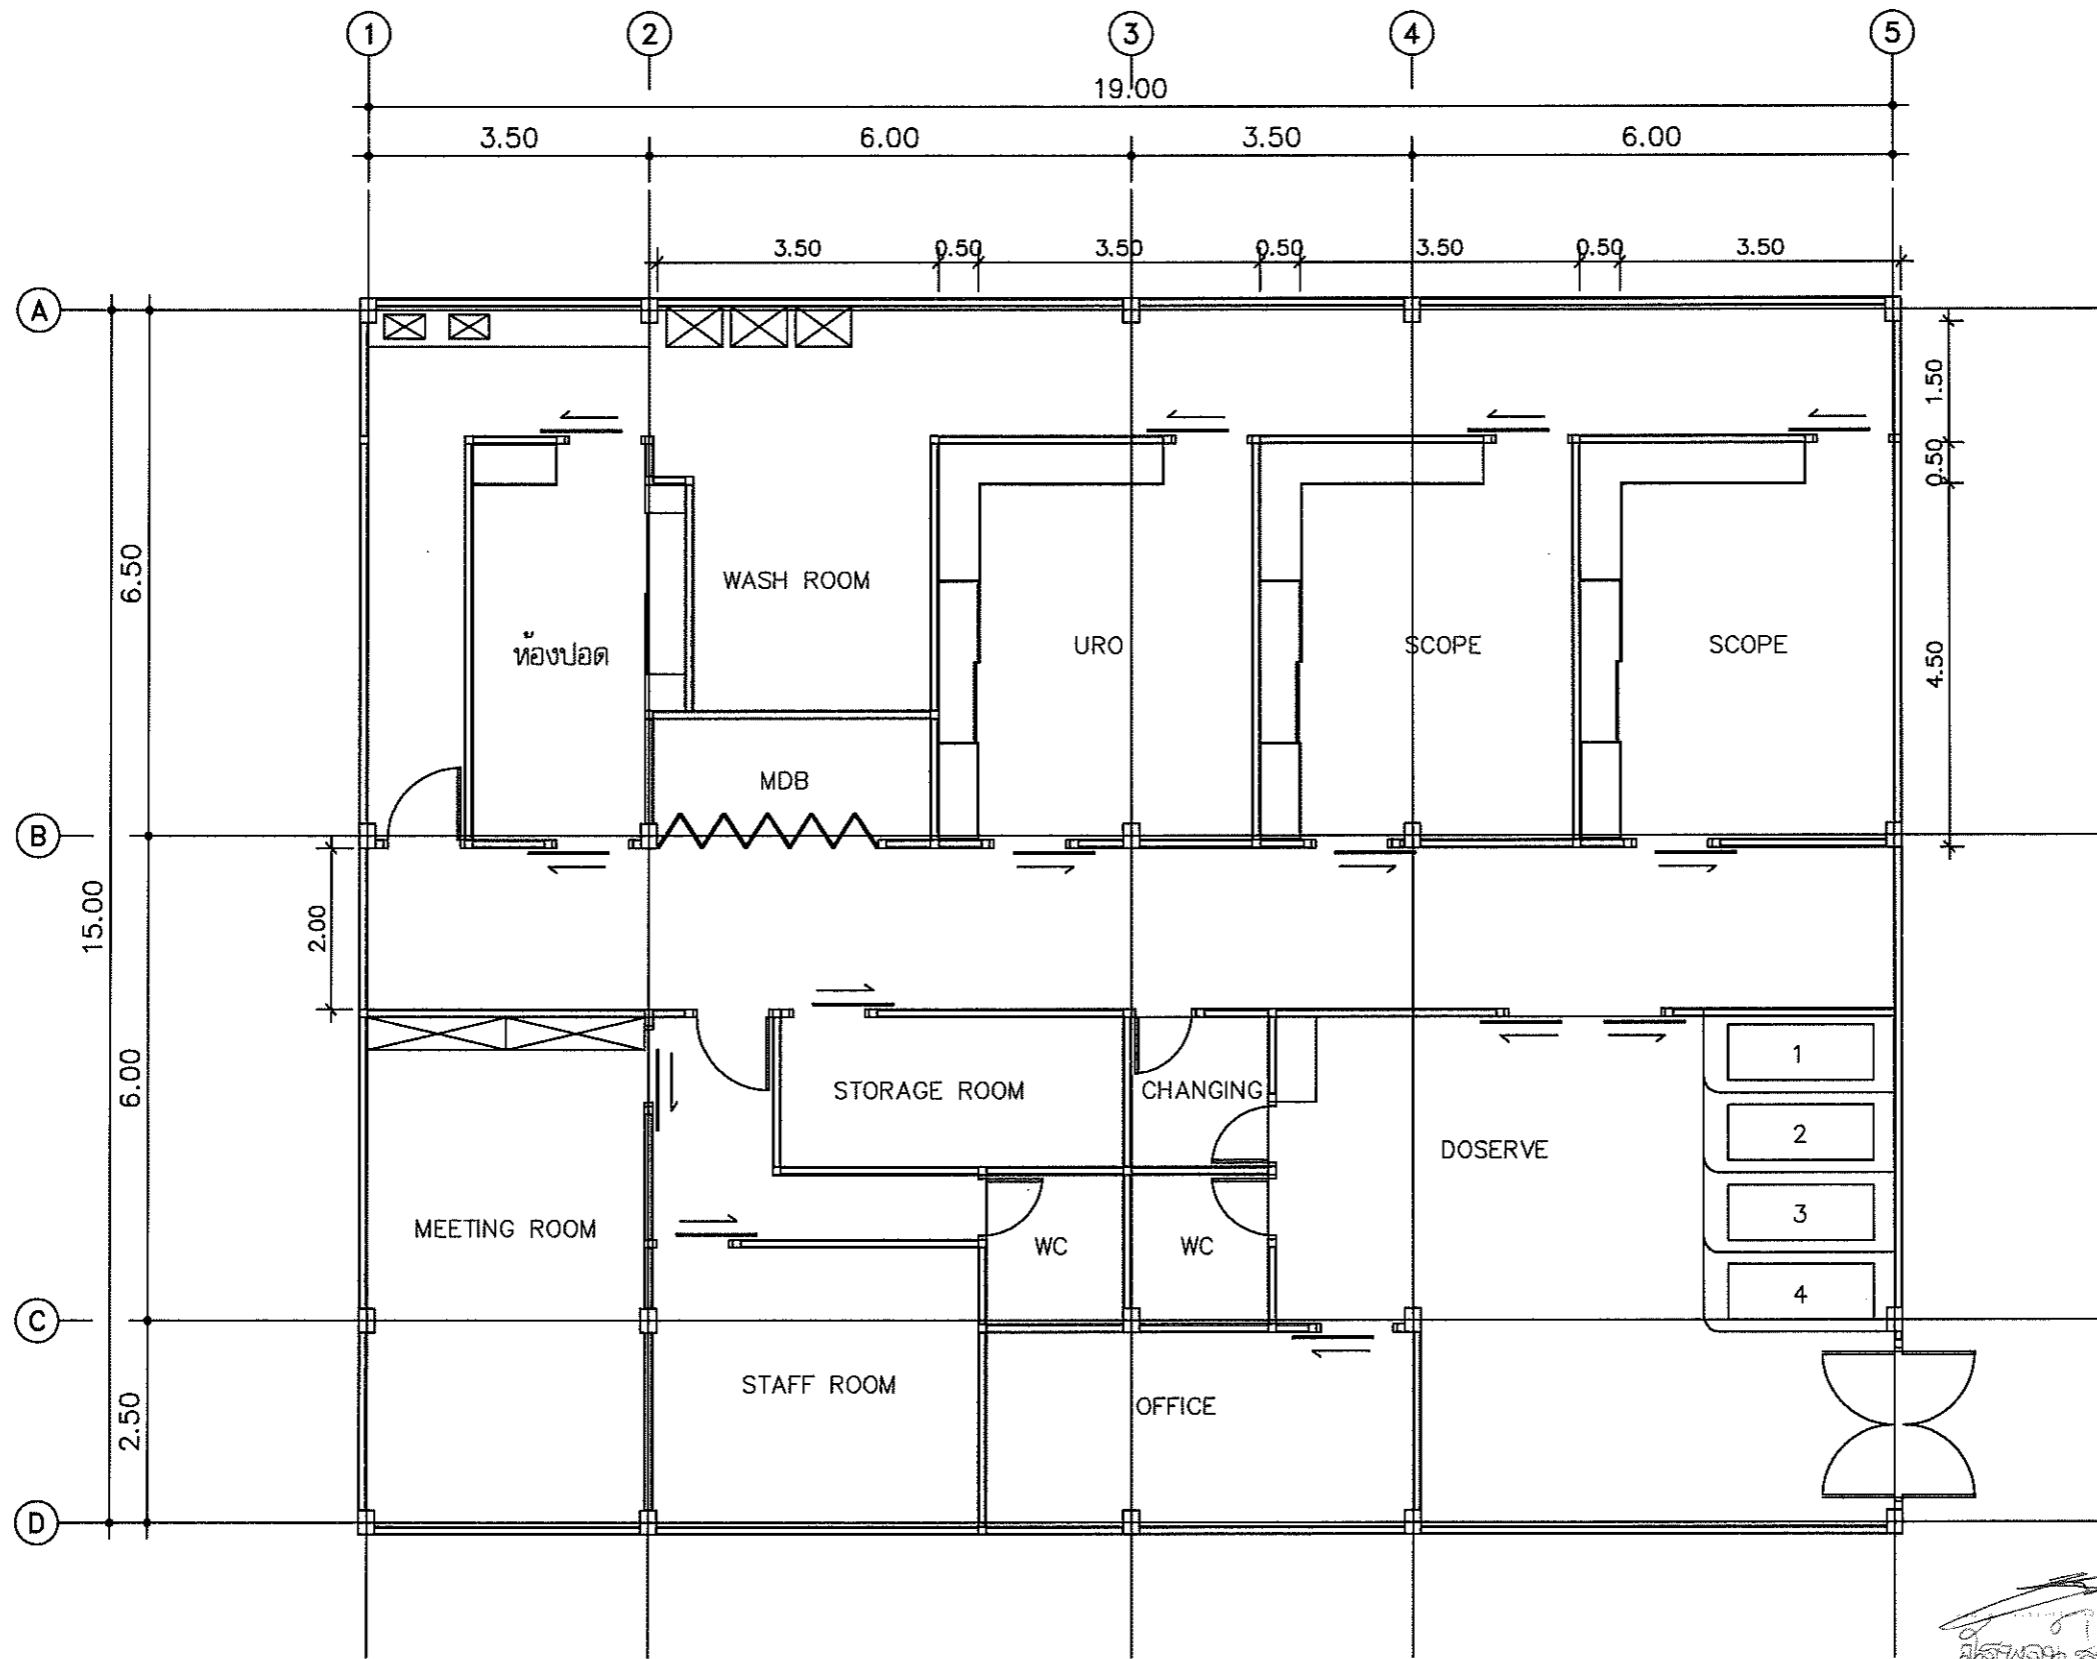 1 2 3 4 5
19.00
3.50 6.00 3.50 6.00
3.50 0.50 3.50 0.50 3.50 0.50 3.50
A
1.50
0.50
6.50
WASH ROOM
ห้องปอด
URO
SCOPE
SCOPE
4.50
MDB
B
15.00
2.00
6.00
1
STORAGE ROOM
CHANGING
2
DOSERVE
3
MEETING ROOM
WC
WC
4
C
STAFF ROOM
OFFICE
2.50
D